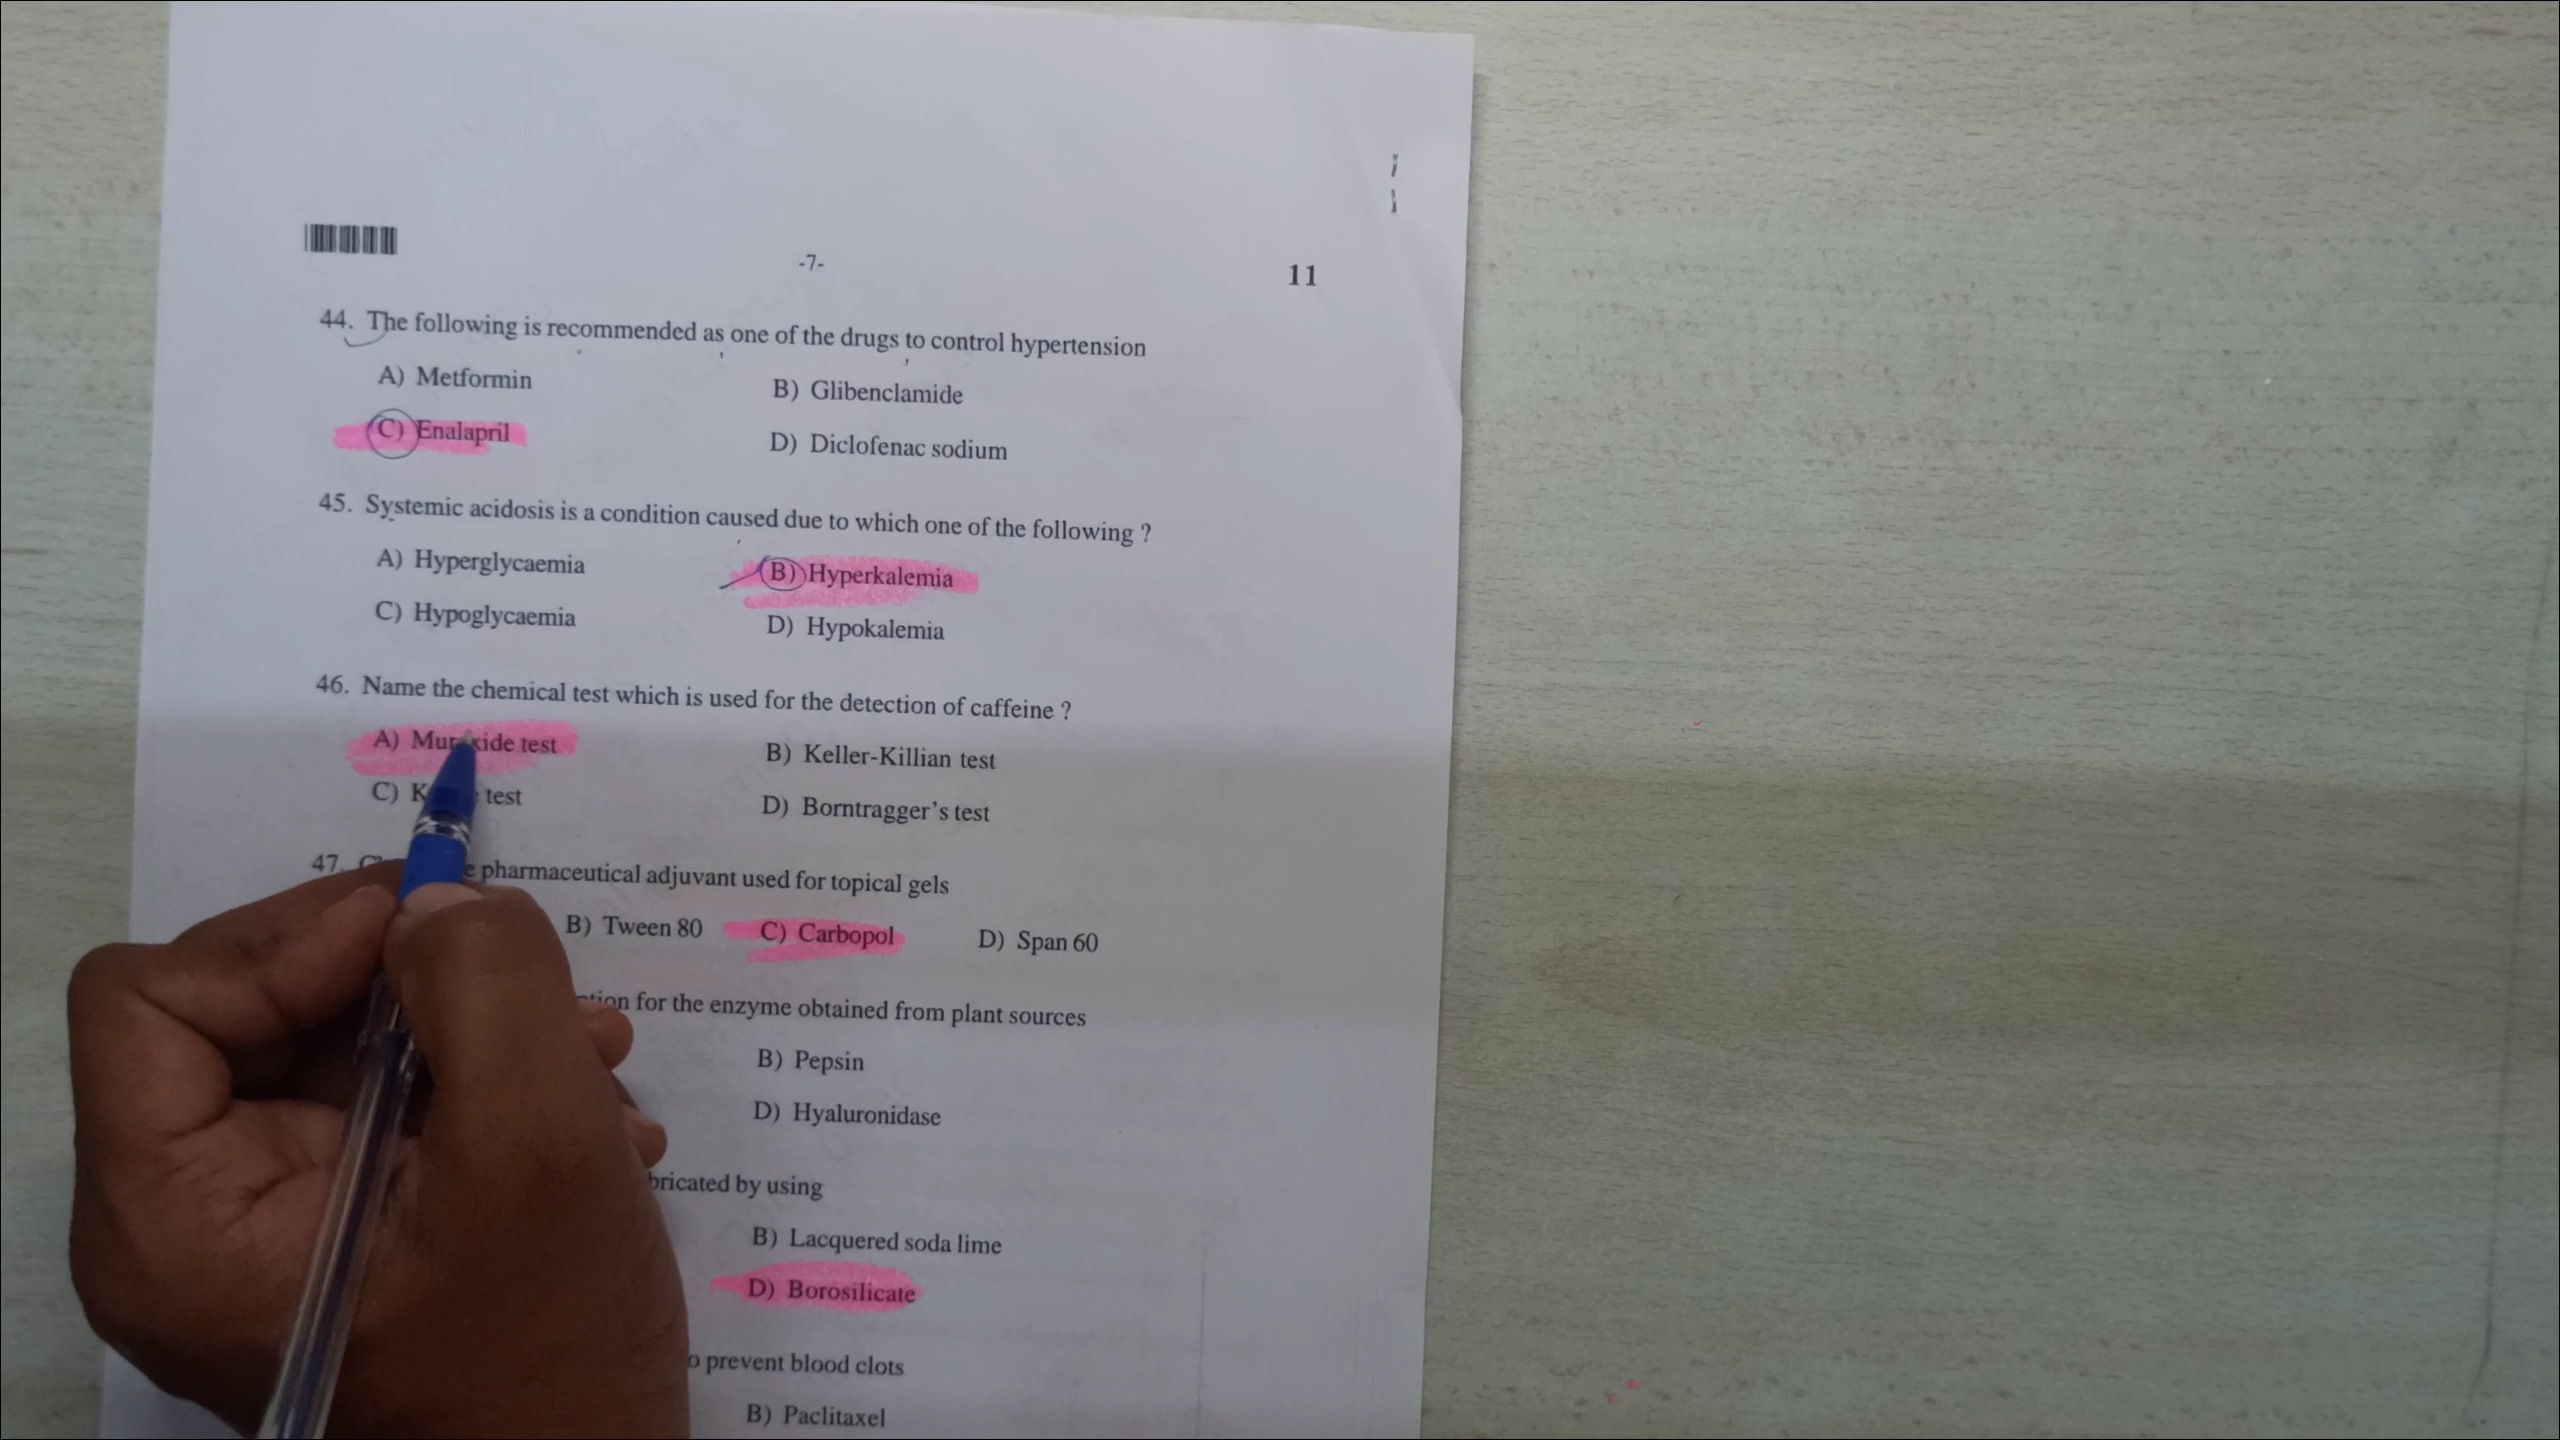 -7-
11
44. The following is recommended as one of the drugs to control hypertension
A) Metformin
B) Glibenclamide
C) Enalapril
D) Diclofenac sodium
45. Systemic acidosis is a condition caused due to which one of the following ?
A) Hyperglycaemia
B) Hyperkalemia
C) Hypoglycaemia
D) Hypokalemia
46. Name the chemical test which is used for the detection of caffeine ?
A) test
B) Keller-Killian test
C) test
D) Borntragger's test
47. pharmaceutical adjuvant used for topical gels
B) Tween 80 C) Carbopol D) Span 60
for the enzyme obtained from plant sources
B) Pepsin
D) Hyaluronidase
by using
B) Lacquered soda lime
D) Borosilicate
prevent blood clots
B) Paclitaxel